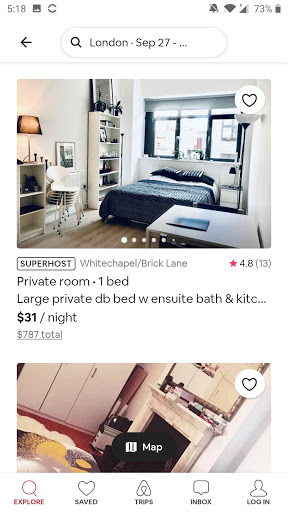 5:18
73%
London · Sep 27 - ...
SUPERHOST Whitechapel/Brick Lane 4.8 (13)
Private room · 1 bed
Large private db bed w ensuite bath & kitc...
$31 / night
$787 total
Map
EXPLORE SAVED TRIPS INBOX LOG IN